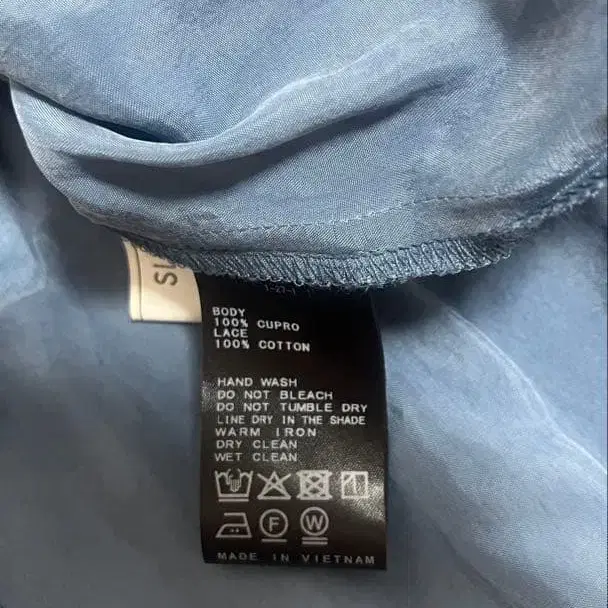 BODY
100% CUPRO
LACE
100% COTTON
HAND WASH
DO NOT BLEACH
DO NOT TUMBLE DRY
LINE DRY IN THE SHADE
WARM IRON
DRY CLEAN
WET CLEAN
F
W
MADE IN VIETNAM